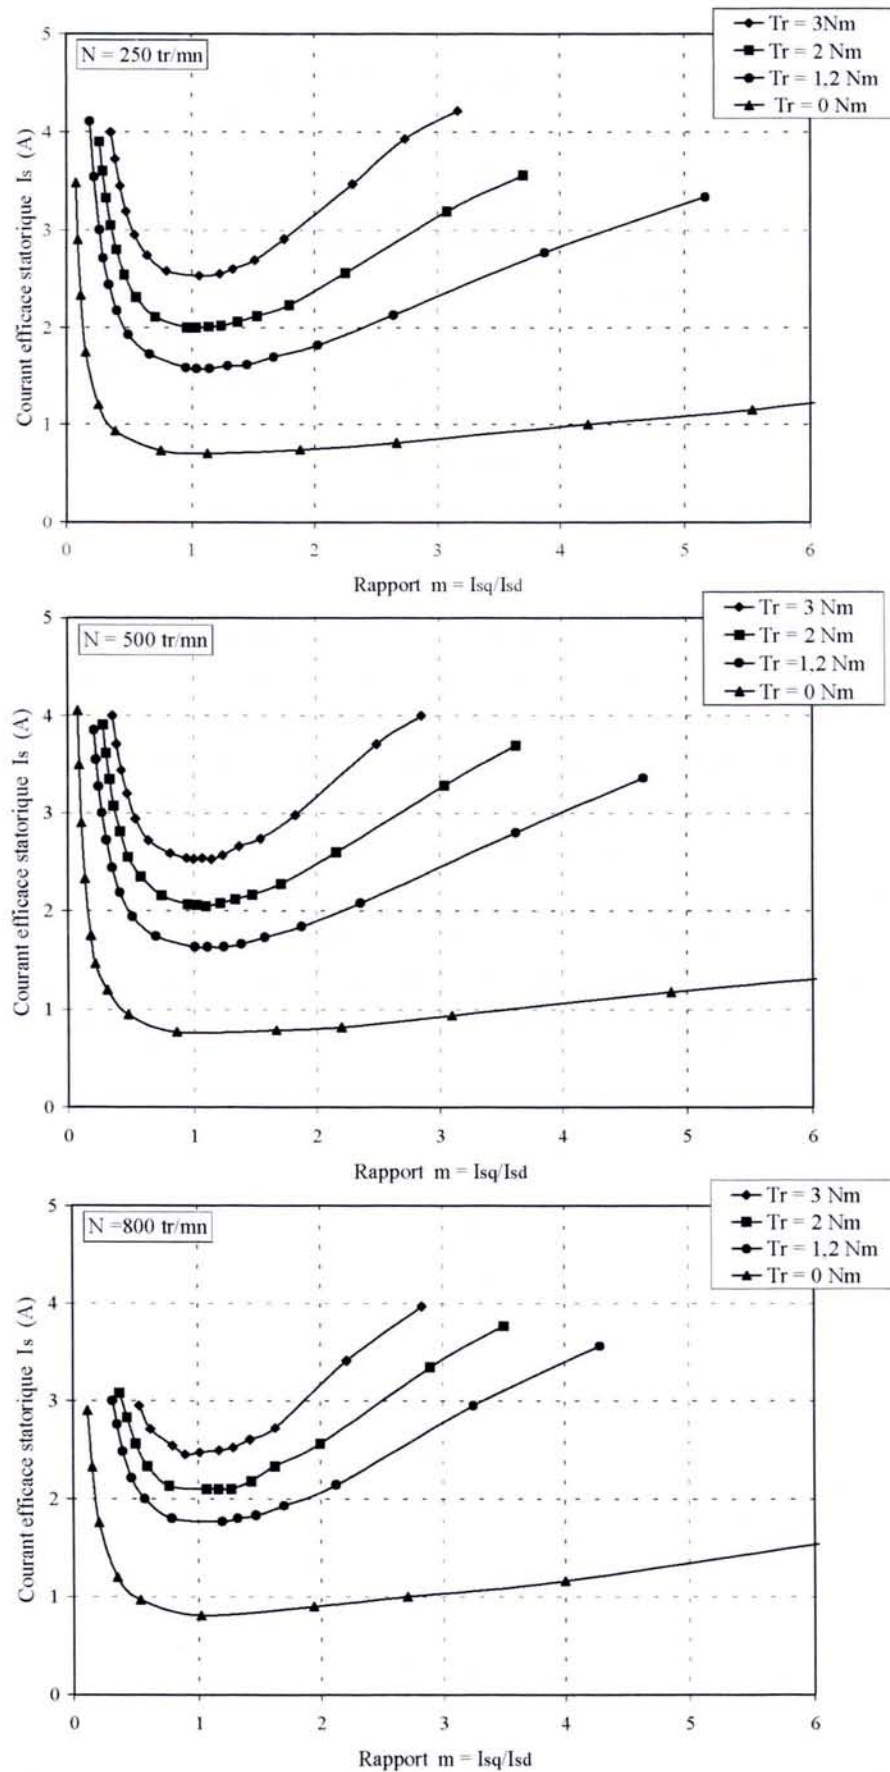 N = 250 tr/mn
Tr = 3Nm
Tr = 2 Nm
Tr = 1,2 Nm
Tr = 0 Nm
Courant efficace statorique Is (A)
5
4
3
2
1
0
0 1 2 3 4 5 6
Rapport m = Isq/Isd
N = 500 tr/mn
Tr = 3 Nm
Tr = 2 Nm
Tr =1,2 Nm
Tr = 0 Nm
Courant efficace statorique Is (A)
5
4
3
2
1
0
0 1 2 3 4 5 6
Rapport m = Isq/Isd
N =800 tr/mn
Tr = 3 Nm
Tr = 2 Nm
Tr = 1,2 Nm
Tr = 0 Nm
Courant efficace statorique Is (A)
5
4
3
2
1
0
0 1 2 3 4 5 6
Rapport m = Isq/Isd